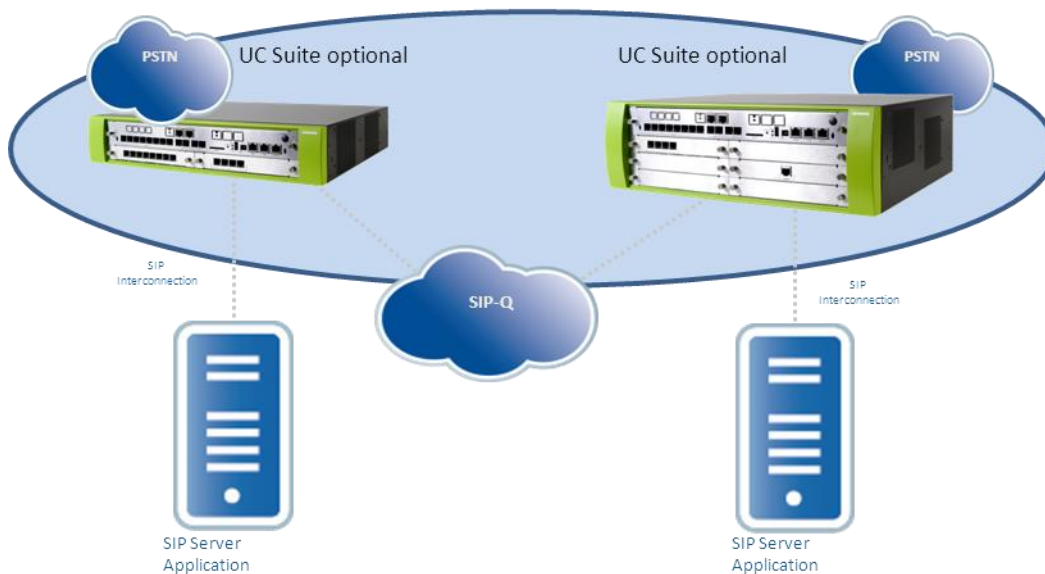 PSTN
UC Suite optional
UC Suite optional
PSTN
SIP
Interconnection
SIP-Q
SIP
Interconnection
SIP Server
Application
SIP Server
Application